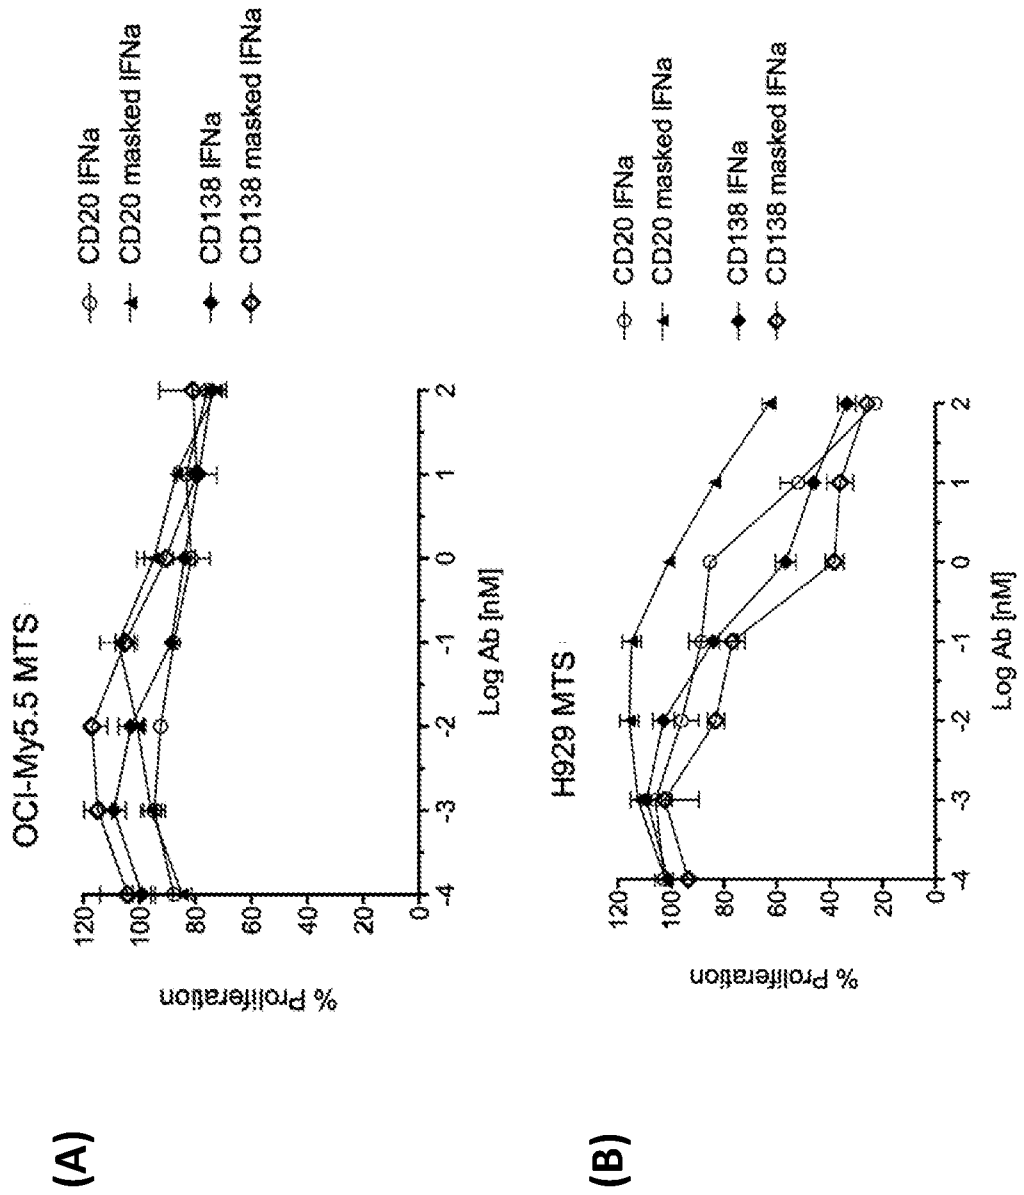 (A)
OCI-My5.5 MTS
% Proliferation
120
100
80
60
40
20
0
-4
-3
-2
-1
0
1
2
Log Ab [nM]
CD20 IFNa
CD20 masked IFNa
CD138 IFNa
CD138 masked IFNa
(B)
H929 MTS
% Proliferation
120
100
80
60
40
20
0
-4
-3
-2
-1
0
1
2
Log Ab [nM]
CD20 IFNa
CD20 masked IFNa
CD138 IFNa
CD138 masked IFNa